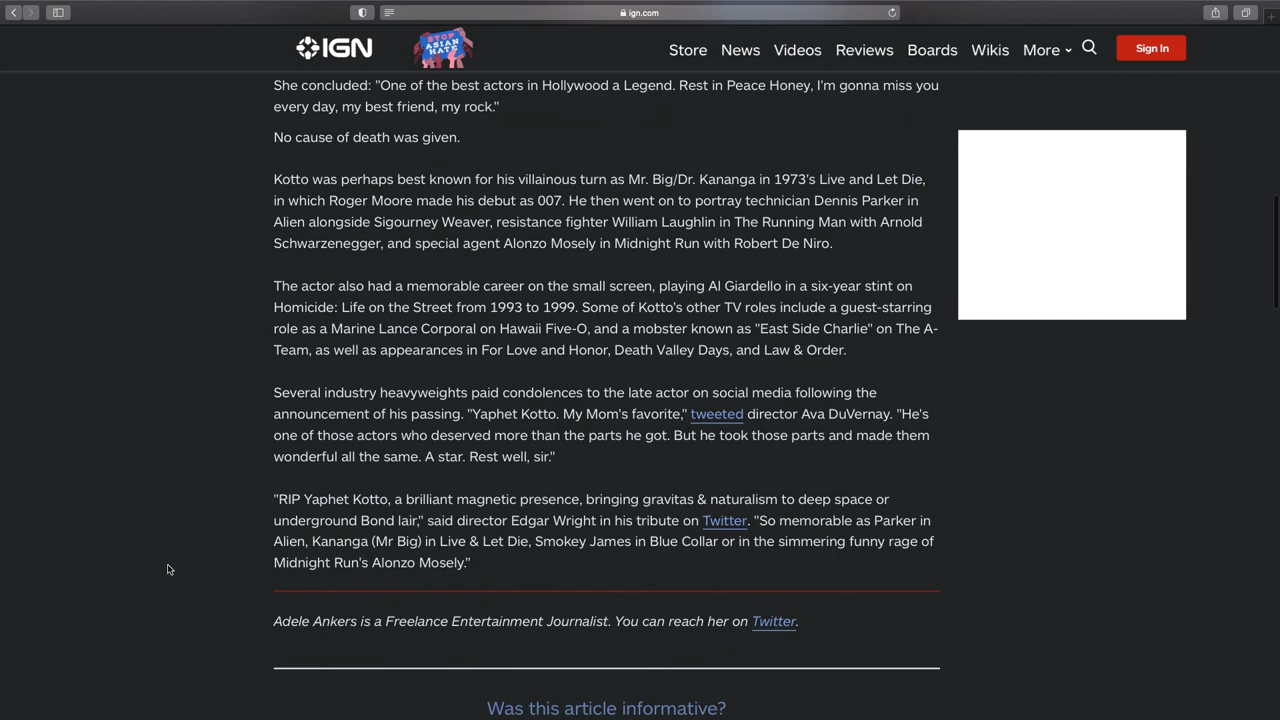 ign.com
IGN
STOP
ASIAN
HATE
Store News Videos Reviews Boards Wikis More Sign In
She concluded: "One of the best actors in Hollywood a Legend. Rest in Peace Honey, I'm gonna miss you
every day, my best friend, my rock."
No cause of death was given.
Kotto was perhaps best known for his villainous turn as Mr. Big/Dr. Kananga in 1973's Live and Let Die,
in which Roger Moore made his debut as 007. He then went on to portray technician Dennis Parker in
Alien alongside Sigourney Weaver, resistance fighter William Laughlin in The Running Man with Arnold
Schwarzenegger, and special agent Alonzo Mosely in Midnight Run with Robert De Niro.
The actor also had a memorable career on the small screen, playing Al Giardello in a six-year stint on
Homicide: Life on the Street from 1993 to 1999. Some of Kotto's other TV roles include a guest-starring
role as a Marine Lance Corporal on Hawaii Five-O, and a mobster known as "East Side Charlie" on The A-
Team, as well as appearances in For Love and Honor, Death Valley Days, and Law & Order.
Several industry heavyweights paid condolences to the late actor on social media following the
announcement of his passing. "Yaphet Kotto. My Mom's favorite," tweeted director Ava DuVernay. "He's
one of those actors who deserved more than the parts he got. But he took those parts and made them
wonderful all the same. A star. Rest well, sir."
"RIP Yaphet Kotto, a brilliant magnetic presence, bringing gravitas & naturalism to deep space or
underground Bond lair," said director Edgar Wright in his tribute on Twitter. "So memorable as Parker in
Alien, Kananga (Mr Big) in Live & Let Die, Smokey James in Blue Collar or in the simmering funny rage of
Midnight Run's Alonzo Mosely."
Adele Ankers is a Freelance Entertainment Journalist. You can reach her on Twitter.
Was this article informative?